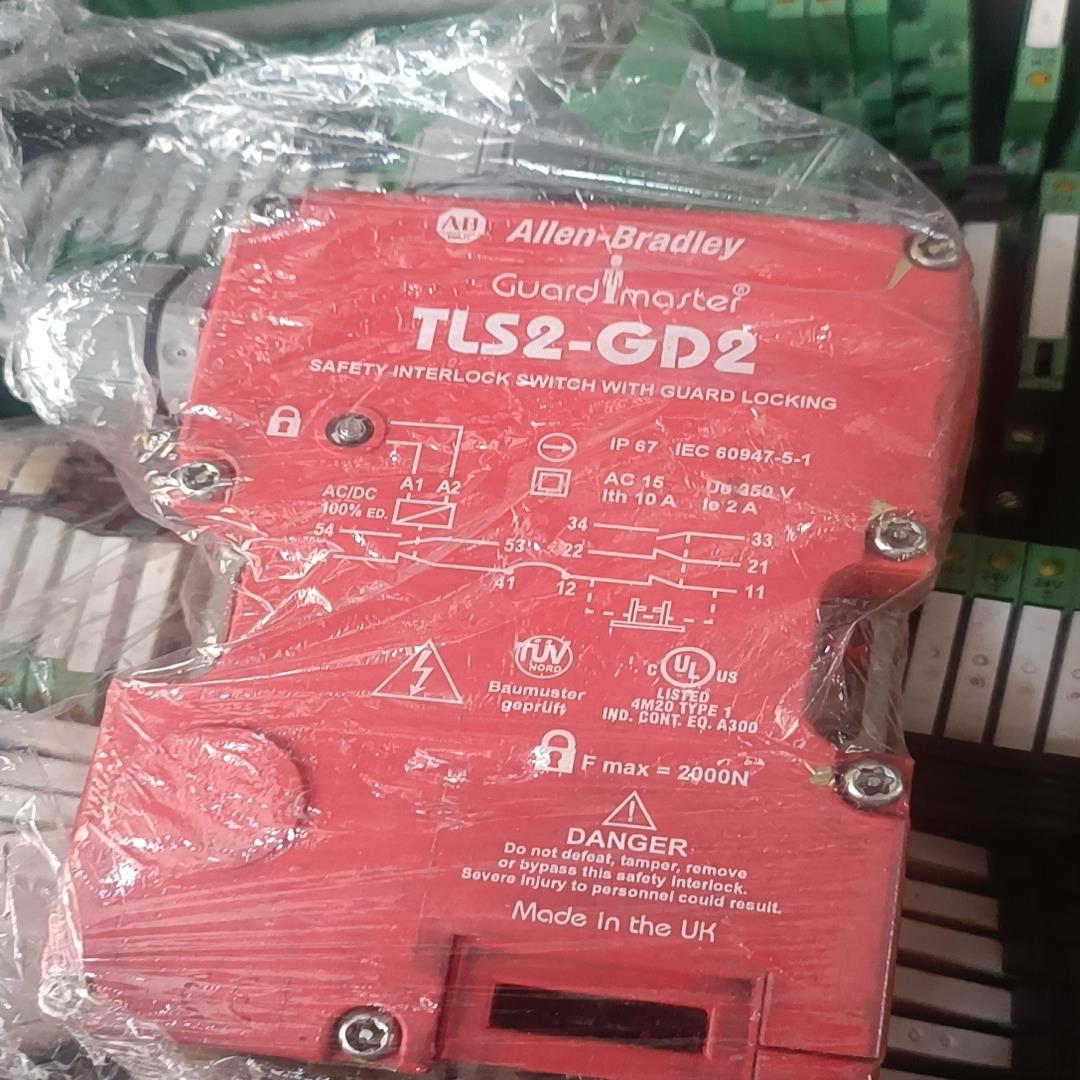 AB Allen-Bradley
Guardmaster®
TLS2-GD2
SAFETY INTERLOCK SWITCH WITH GUARD LOCKING
IP 67 IEC 60947-5-1
A1 A2
AC/DC
100% ED.
AC 15
Ith 10 A Ie 2 A
54 53 34 33
22 21
41 12 11
TÜV
NORD
Baumuster
geprüft
C UL US
LISTED
4M20 TYPE 1
IND. CONT. EQ. A300
F max = 2000N
DANGER
Do not defeat, tamper, remove
or bypass this safety interlock.
Severe injury to personnel could result.
Made in the UK